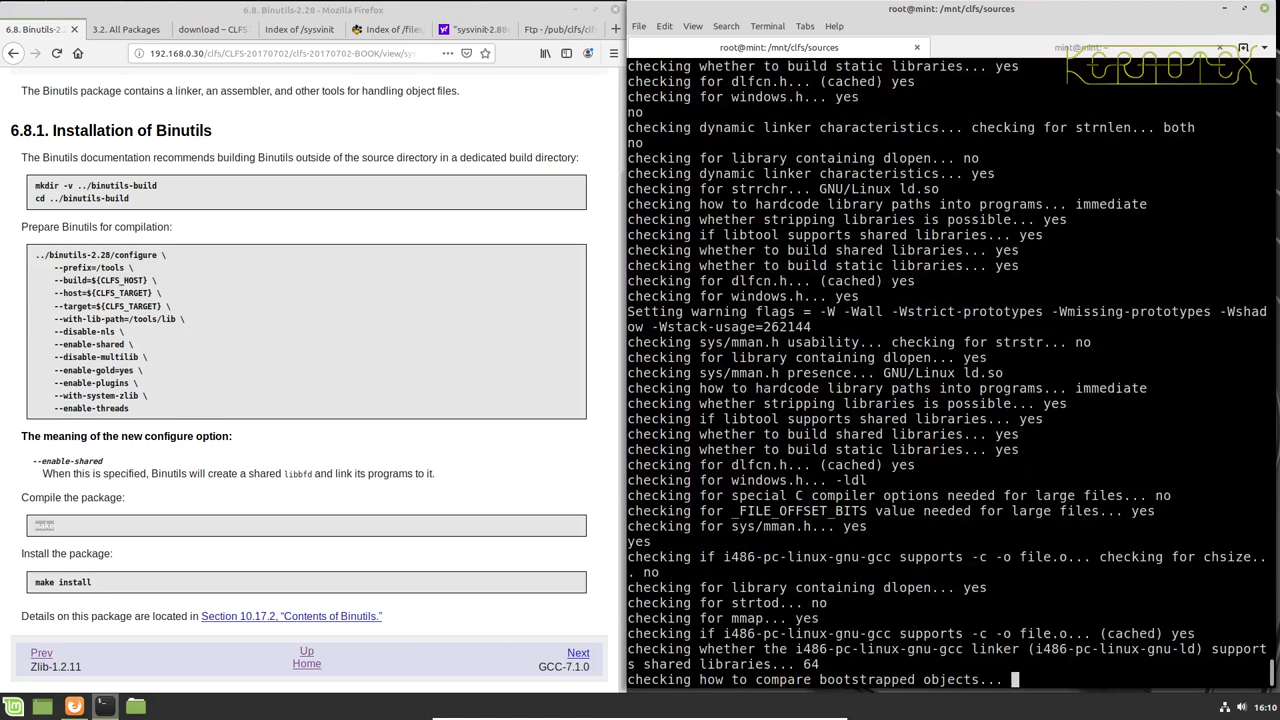 6.8. Binutils-2.28 - Mozilla Firefox
6.8. Binutils-2.
3.2. All Packages
download – CLFS
Index of /sysvinit
Index of /files/
"sysvinit-2.88d
Ftp - /pub/clfs/clfs
192.168.0.30/clfs/CLFS-20170702/clfs-20170702-BOOK/view/sys
The Binutils package contains a linker, an assembler, and other tools for handling object files.
6.8.1. Installation of Binutils
The Binutils documentation recommends building Binutils outside of the source directory in a dedicated build directory:
mkdir -v ../binutils-build
cd ../binutils-build
Prepare Binutils for compilation:
../binutils-2.28/configure \
--prefix=/tools \
--build=${CLFS_HOST} \
--host=${CLFS_TARGET} \
--target=${CLFS_TARGET} \
--with-lib-path=/tools/lib \
--disable-nls \
--enable-shared \
--disable-multilib \
--enable-gold=yes \
--enable-plugins \
--with-system-zlib \
--enable-threads
The meaning of the new configure option:
--enable-shared
When this is specified, Binutils will create a shared libbfd and link its programs to it.
Compile the package:
make
Install the package:
make install
Details on this package are located in Section 10.17.2, “Contents of Binutils.”
Prev
Zlib-1.2.11
Up
Home
Next
GCC-7.1.0
root@mint: /mnt/clfs/sources
File Edit View Search Terminal Tabs Help
root@mint: /mnt/clfs/sources
root@mint: ~
KERNOTEX
checking whether to build static libraries... yes
checking for dlfcn.h... (cached) yes
checking for windows.h... yes
no
checking dynamic linker characteristics... checking for strnlen... both
no
checking for library containing dlopen... no
checking dynamic linker characteristics... yes
checking for strrchr... GNU/Linux ld.so
checking how to hardcode library paths into programs... immediate
checking whether stripping libraries is possible... yes
checking if libtool supports shared libraries... yes
checking whether to build shared libraries... yes
checking whether to build static libraries... yes
checking for dlfcn.h... (cached) yes
checking for windows.h... yes
Setting warning flags = -W -Wall -Wstrict-prototypes -Wmissing-prototypes -Wshad
ow -Wstack-usage=262144
checking sys/mman.h usability... checking for strstr... no
checking for library containing dlopen... yes
checking sys/mman.h presence... GNU/Linux ld.so
checking how to hardcode library paths into programs... immediate
checking whether stripping libraries is possible... yes
checking if libtool supports shared libraries... yes
checking whether to build shared libraries... yes
checking whether to build static libraries... yes
checking for dlfcn.h... (cached) yes
checking for windows.h... -ldl
checking for special C compiler options needed for large files... no
checking for _FILE_OFFSET_BITS value needed for large files... yes
checking for sys/mman.h... yes
yes
checking if i486-pc-linux-gnu-gcc supports -c -o file.o... checking for chsize..
. no
checking for library containing dlopen... yes
checking for strtod... no
checking for mmap... yes
checking if i486-pc-linux-gnu-gcc supports -c -o file.o... (cached) yes
checking whether the i486-pc-linux-gnu-gcc linker (i486-pc-linux-gnu-ld) support
s shared libraries... 64
checking how to compare bootstrapped objects...
16:10